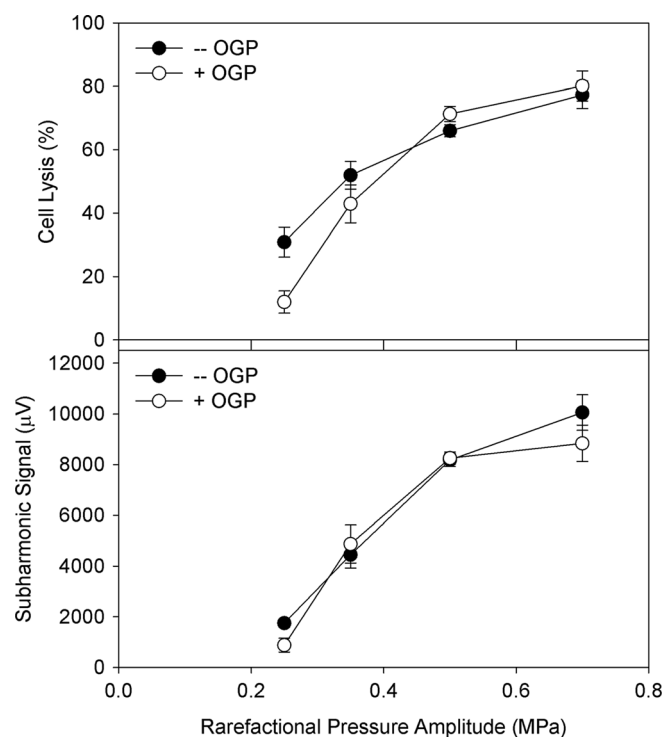 100
80
60
40
20
0
Cell Lysis (%)
-- OGP
+ OGP
12000
10000
8000
6000
4000
2000
0
Subharmonic Signal (μV)
-- OGP
+ OGP
0.0 0.2 0.4 0.6 0.8
Rarefactional Pressure Amplitude (MPa)